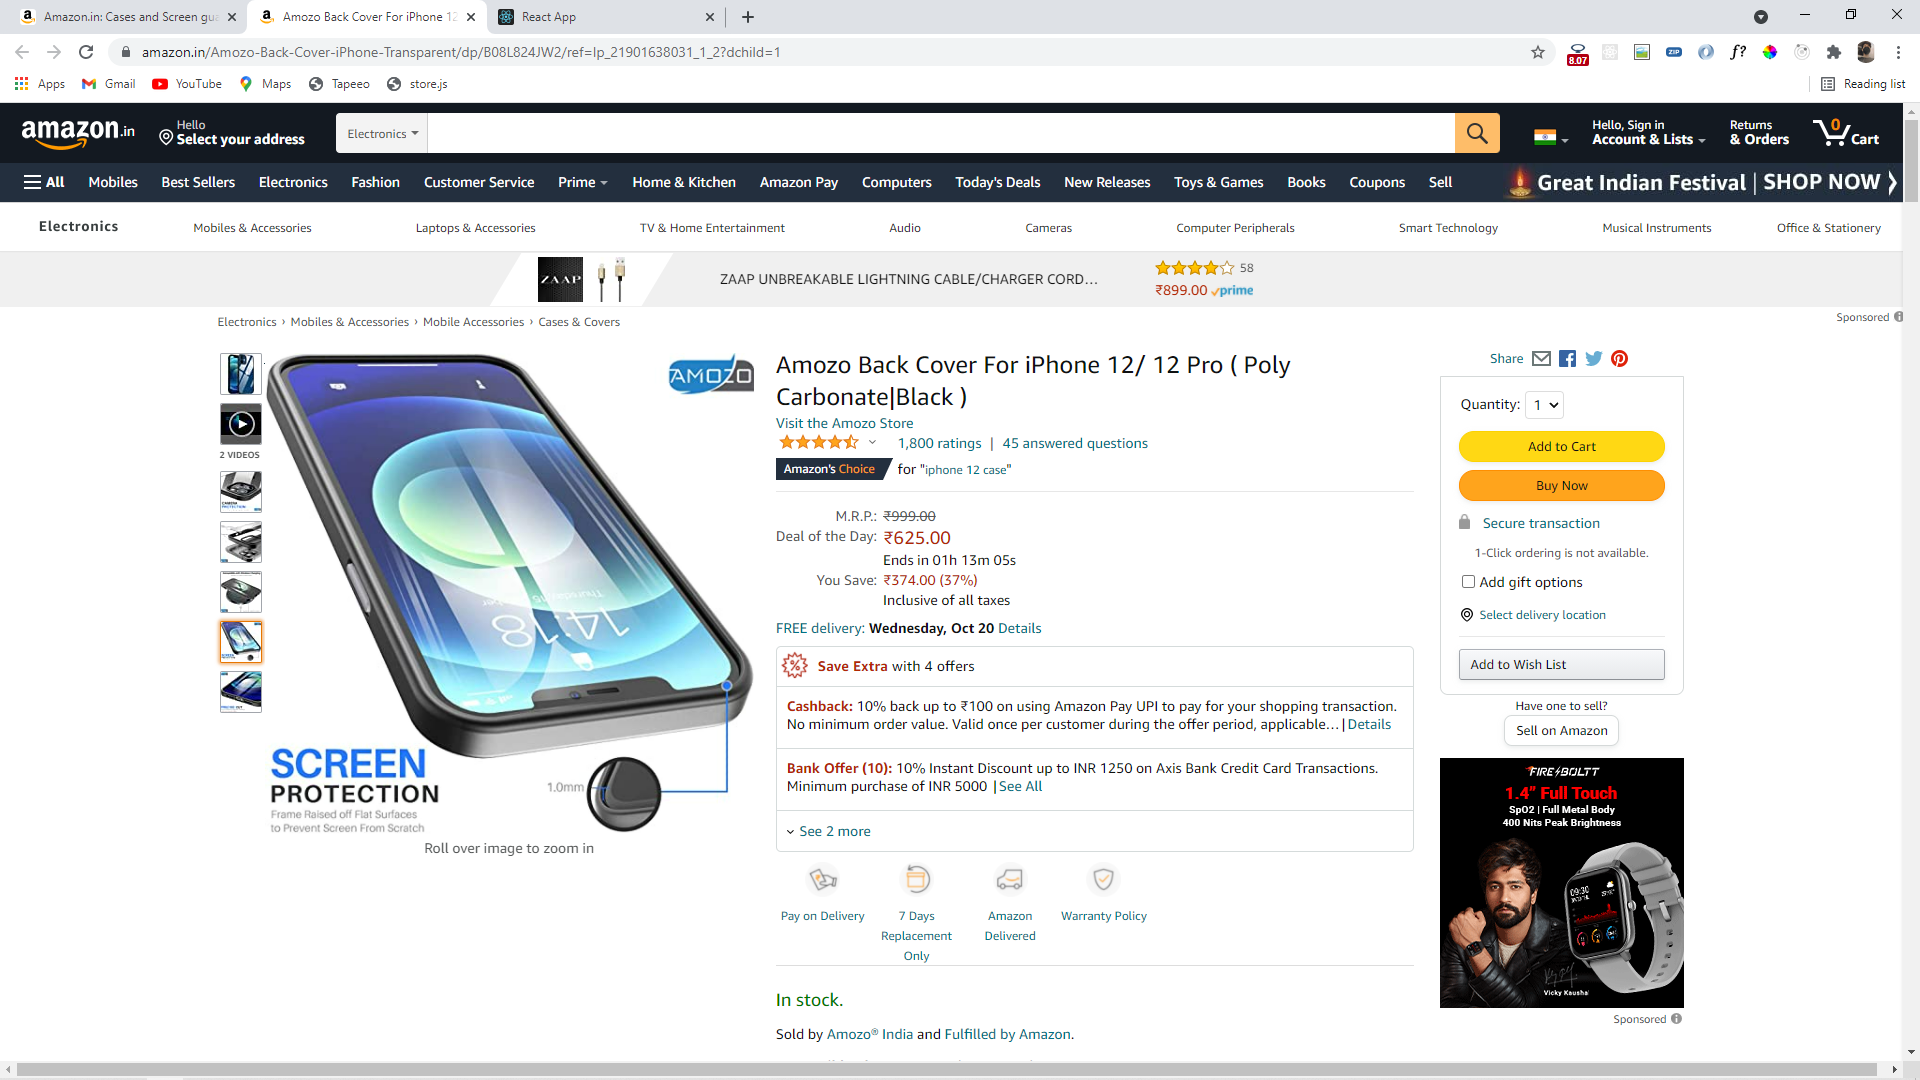 Amazon.in: Cases and Screen gua
Amozo Back Cover For iPhone 12
React App
amazon.in/Amozo-Back-Cover-iPhone-Transparent/dp/B08L824JW2/ref=lp_21901638031_1_2?dchild=1
8.07
ZIP
f?
Apps
Gmail
YouTube
Maps
Tapeeo
store.js
Reading list
amazon.in
Hello
Select your address
Electronics
Hello, Sign in
Account & Lists
Returns
& Orders
0
Cart
All
Mobiles
Best Sellers
Electronics
Fashion
Customer Service
Prime
Home & Kitchen
Amazon Pay
Computers
Today's Deals
New Releases
Toys & Games
Books
Coupons
Sell
Great Indian Festival | SHOP NOW
Electronics
Mobiles & Accessories
Laptops & Accessories
TV & Home Entertainment
Audio
Cameras
Computer Peripherals
Smart Technology
Musical Instruments
Office & Stationery
ZAAP
ZAAP UNBREAKABLE LIGHTNING CABLE/CHARGER CORD…
58
₹899.00 prime
Sponsored
Electronics › Mobiles & Accessories › Mobile Accessories › Cases & Covers
2 VIDEOS
AMOZO
14:18
SCREEN
PROTECTION
Frame Raised off Flat Surfaces
to Prevent Screen From Scratch
1.0mm
Roll over image to zoom in
Amozo Back Cover For iPhone 12/ 12 Pro ( Poly
Carbonate|Black )
Visit the Amozo Store
1,800 ratings | 45 answered questions
Amazon's Choice for "iphone 12 case"
M.R.P.: ₹999.00
Deal of the Day: ₹625.00
Ends in 01h 13m 05s
You Save: ₹374.00 (37%)
Inclusive of all taxes
FREE delivery: Wednesday, Oct 20 Details
Save Extra with 4 offers
Cashback: 10% back up to ₹100 on using Amazon Pay UPI to pay for your shopping transaction.
No minimum order value. Valid once per customer during the offer period, applicable… | Details
Bank Offer (10): 10% Instant Discount up to INR 1250 on Axis Bank Credit Card Transactions.
Minimum purchase of INR 5000 | See All
See 2 more
Pay on Delivery
7 Days
Replacement
Only
Amazon
Delivered
Warranty Policy
In stock.
Sold by Amozo® India and Fulfilled by Amazon.
Share
Quantity: 1
Add to Cart
Buy Now
Secure transaction
1-Click ordering is not available.
Add gift options
Select delivery location
Add to Wish List
Have one to sell?
Sell on Amazon
FIRE-BOLTT
1.4" Full Touch
SpO2 | Full Metal Body
400 Nits Peak Brightness
09:30
Vicky Kaushal
Sponsored